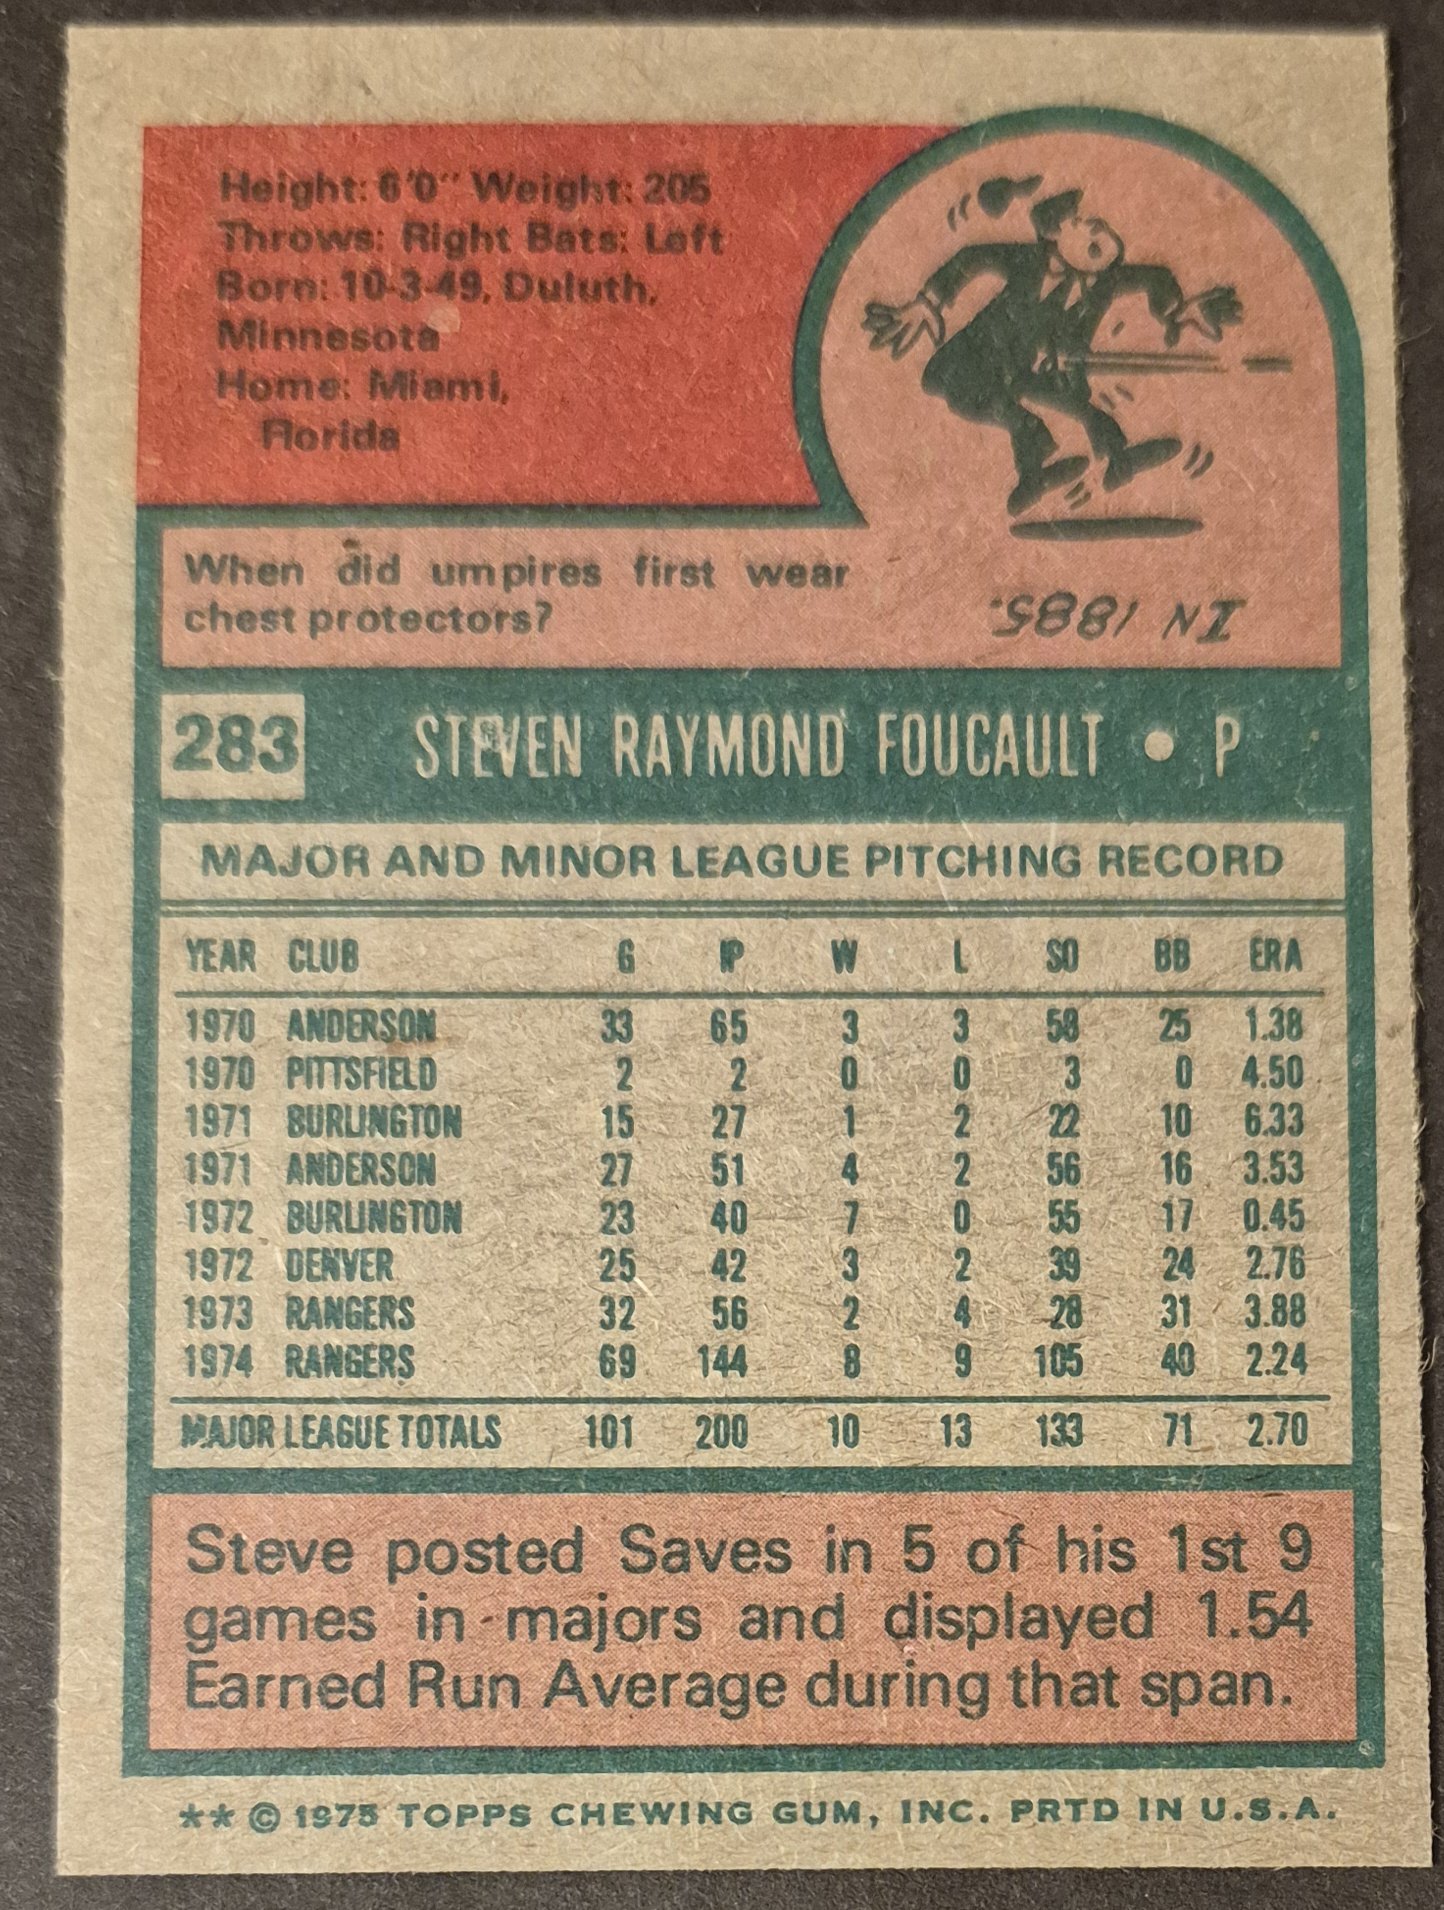 Height: 6'0" Weight: 205
Throws: Right Bats: Left
Born: 10-3-49, Duluth,
Minnesota
Home: Miami,
Florida
When did umpires first wear
chest protectors?
IN 1885.
283 STEVEN RAYMOND FOUCAULT • P
MAJOR AND MINOR LEAGUE PITCHING RECORD
YEAR CLUB G IP W L SO BB ERA
1970 ANDERSON 33 65 3 3 58 25 1.38
1970 PITTSFIELD 2 2 0 0 3 0 4.50
1971 BURLINGTON 15 27 1 2 22 10 6.33
1971 ANDERSON 27 51 4 2 56 16 3.53
1972 BURLINGTON 23 40 7 0 55 17 0.45
1972 DENVER 25 42 3 2 39 24 2.76
1973 RANGERS 32 56 2 4 28 31 3.88
1974 RANGERS 69 144 8 9 105 40 2.24
MAJOR LEAGUE TOTALS 101 200 10 13 133 71 2.70
Steve posted Saves in 5 of his 1st 9
games in majors and displayed 1.54
Earned Run Average during that span.
** © 1975 TOPPS CHEWING GUM, INC. PRTD IN U.S.A.